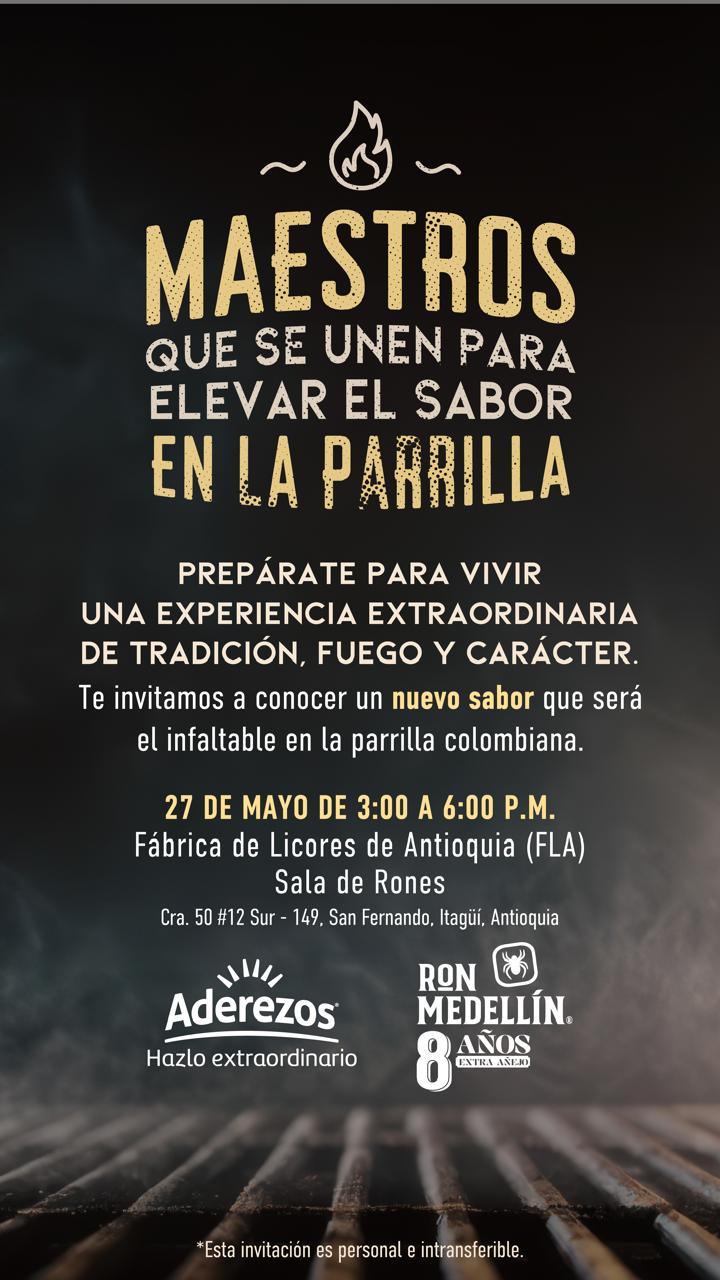 MAESTROS
QUE SE UNEN PARA
ELEVAR EL SABOR
EN LA PARRILLA
PREPÁRATE PARA VIVIR
UNA EXPERIENCIA EXTRAORDINARIA
DE TRADICIÓN, FUEGO Y CARÁCTER.
Te invitamos a conocer un nuevo sabor que será
el infaltable en la parrilla colombiana.
27 DE MAYO DE 3:00 A 6:00 P.M.
Fábrica de Licores de Antioquia (FLA)
Sala de Rones
Cra. 50 #12 Sur - 149, San Fernando, Itagüí, Antioquia
Aderezos®
Hazlo extraordinario
RON
MEDELLÍN®
8 AÑOS
EXTRA AÑEJO
*Esta invitación es personal e intransferible.